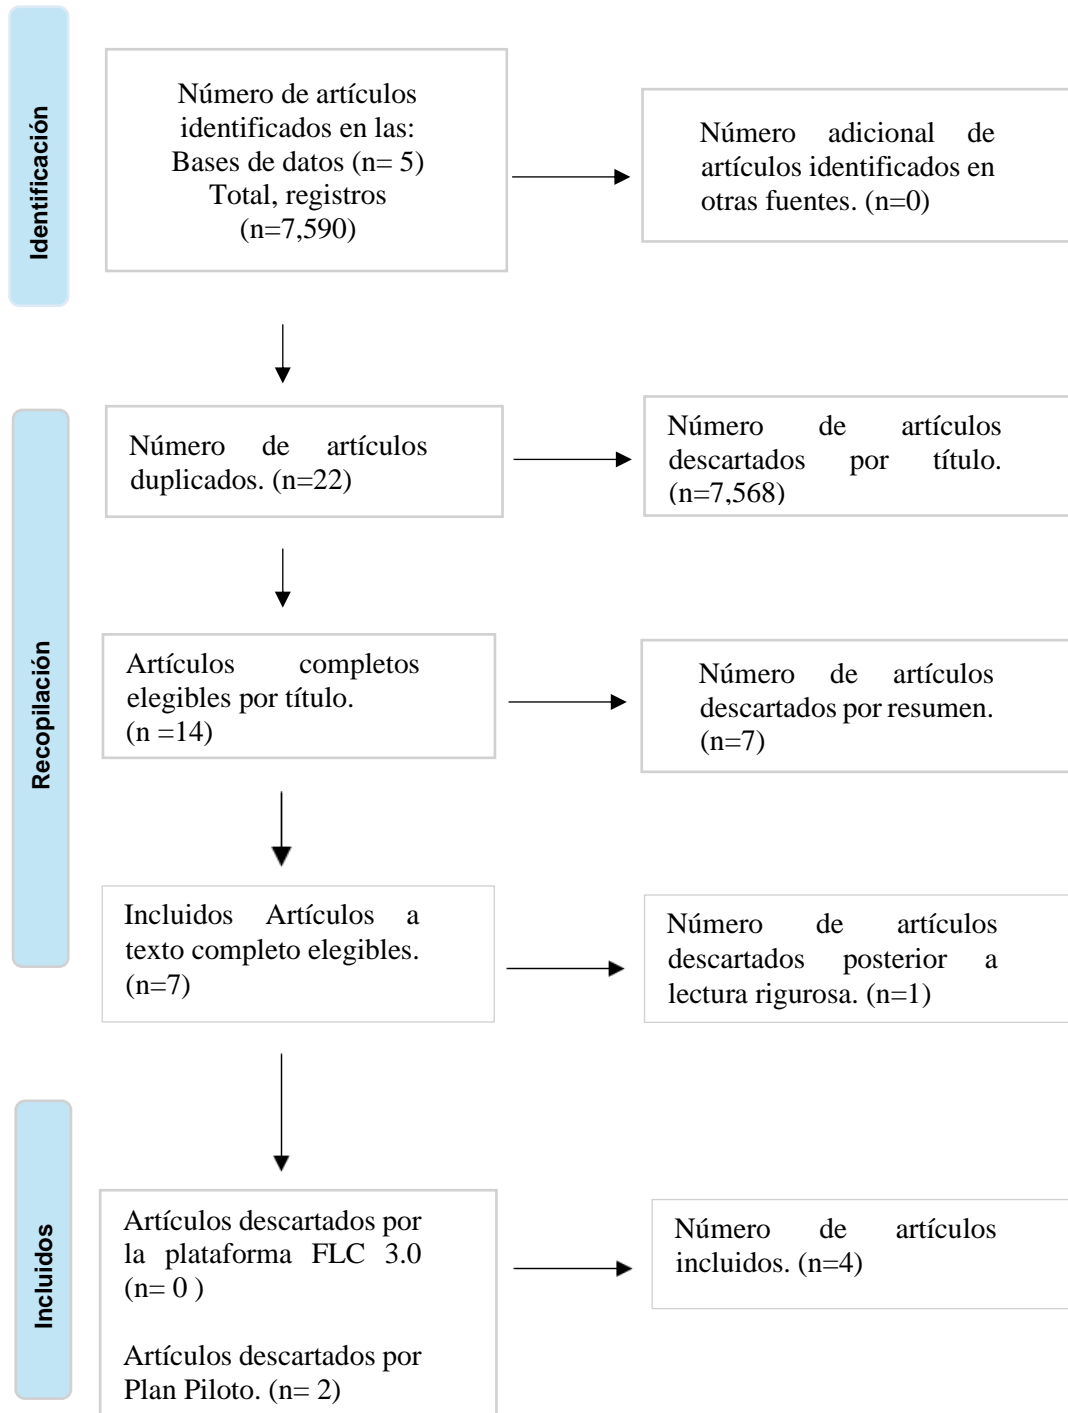 Identificación
Número de artículos
identificados en las:
Bases de datos (n= 5)
Total, registros
(n=7,590)
Número adicional de
artículos identificados en
otras fuentes. (n=0)
Recopilación
Número de artículos
duplicados. (n=22)
Número de artículos
descartados por título.
(n=7,568)
Artículos completos
elegibles por título.
(n =14)
Número de artículos
descartados por resumen.
(n=7)
Incluidos Artículos a
texto completo elegibles.
(n=7)
Número de artículos
descartados posterior a
lectura rigurosa. (n=1)
Incluidos
Artículos descartados por
la plataforma FLC 3.0
(n= 0 )
Artículos descartados por
Plan Piloto. (n= 2)
Número de artículos
incluidos. (n=4)